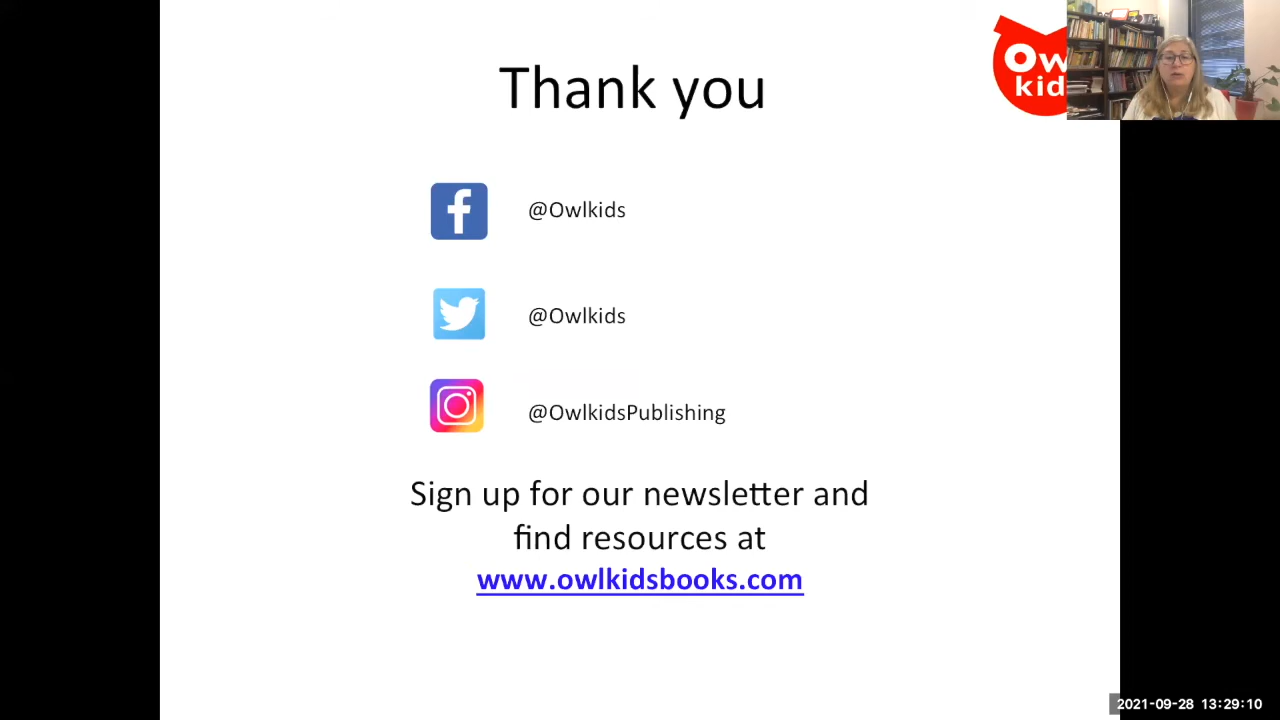 Thank you
Ow
kid
@Owlkids
@Owlkids
@OwlkidsPublishing
Sign up for our newsletter and
find resources at
www.owlkidsbooks.com
2021-09-28 13:29:10